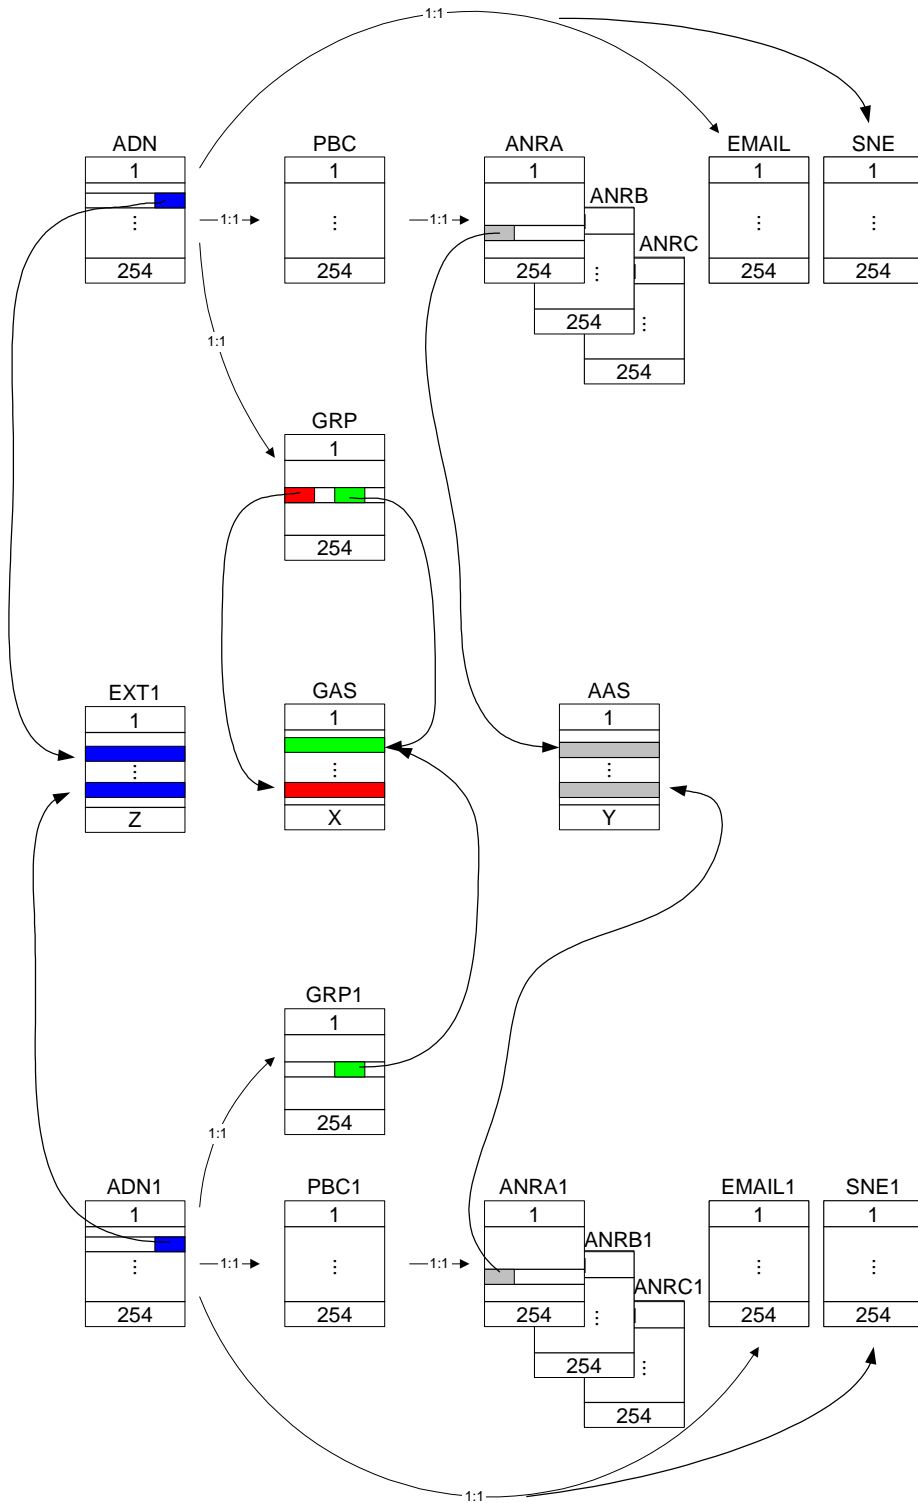 1:1
ADN PBC ANRA EMAIL SNE
1 1 1 1 1
ANRB
1:1 1:1
⋮ ⋮ ⋮ ⋮
ANRC
254 254 254 254 254
⋮
254 ⋮
1:1
254
GRP
1
254
EXT1 GAS AAS
1 1 1
⋮ ⋮ ⋮
Z X Y
GRP1
1
254
1:1
ADN1 PBC1 ANRA1 EMAIL1 SNE1
1 1 1 1 1
ANRB1
1:1 1:1
⋮ ⋮ ⋮ ⋮
ANRC1
254 254 254 254 254
⋮
254 ⋮
254
1:1